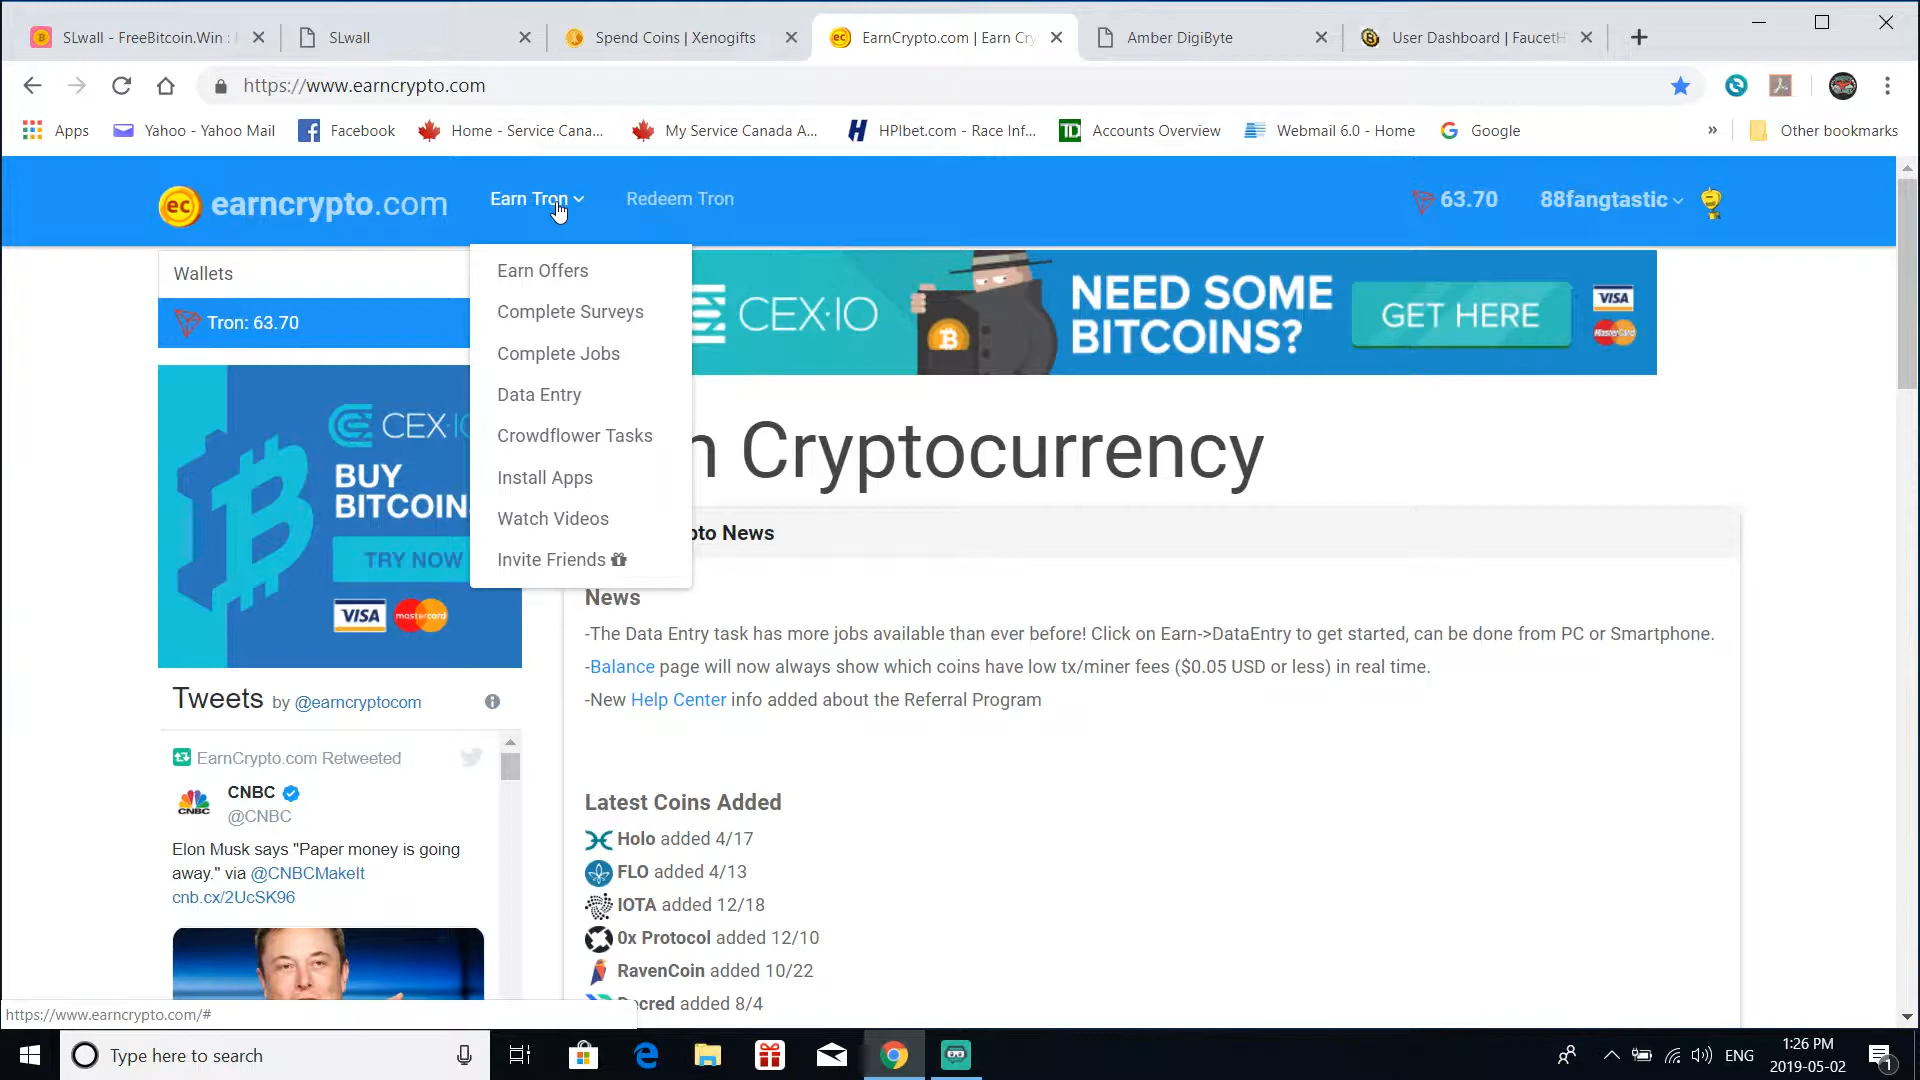 SLwall - FreeBitcoin.Win :
SLwall
Spend Coins | Xenogifts
EarnCrypto.com | Earn Cry
Amber DigiByte
User Dashboard | FaucetH
https://www.earncrypto.com
Apps
Yahoo - Yahoo Mail
Facebook
Home - Service Cana...
My Service Canada A...
HPIbet.com - Race Inf...
TD
Accounts Overview
Webmail 6.0 - Home
Google
»
Other bookmarks
ec
earncrypto.com
Earn Tron
Redeem Tron
63.70
88fangtastic
Wallets
Tron: 63.70
Earn Offers
Complete Surveys
Complete Jobs
Data Entry
Crowdflower Tasks
Install Apps
Watch Videos
Invite Friends
CEX.IO
NEED SOME
BITCOINS?
GET HERE
VISA
MasterCard
CEX.IO
BUY
BITCOINS
TRY NOW
VISA
mastercard
n Cryptocurrency
pto News
News
-The Data Entry task has more jobs available than ever before! Click on Earn->DataEntry to get started, can be done from PC or Smartphone.
-Balance page will now always show which coins have low tx/miner fees ($0.05 USD or less) in real time.
-New Help Center info added about the Referral Program
Tweets by @earncryptocom
EarnCrypto.com Retweeted
CNBC
@CNBC
CNBC
Elon Musk says "Paper money is going
away." via @CNBCMakeIt
cnb.cx/2UcSK96
Latest Coins Added
Holo added 4/17
FLO added 4/13
IOTA added 12/18
0x Protocol added 12/10
RavenCoin added 10/22
Decred added 8/4
https://www.earncrypto.com/#
Type here to search
ENG
1:26 PM
2019-05-02
1